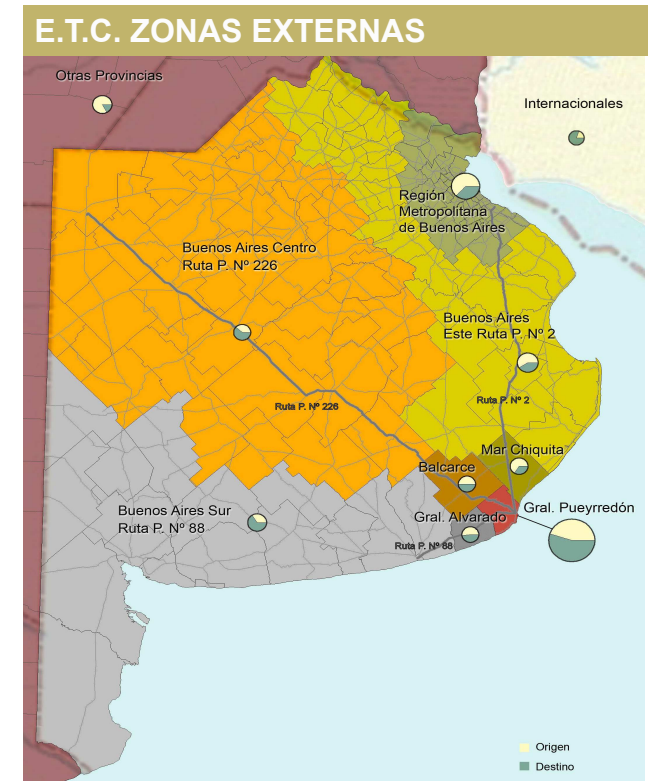 E.T.C. ZONAS EXTERNAS
Otras Provincias
Internacionales
Región
Metropolitana
de Buenos Aires
Buenos Aires Centro
Ruta P. Nº 226
Buenos Aires
Este Ruta P. Nº 2
Ruta P. Nº 226
Ruta P. Nº 2
Mar Chiquita
Balcarce
Buenos Aires Sur
Ruta P. Nº 88
Gral. Alvarado
Gral. Pueyrredón
Ruta P. Nº 88
Origen
Destino